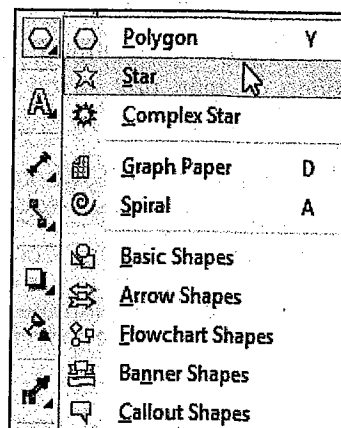 Polygon Y
Star
A
Complex Star
Graph Paper D
Spiral A
Basic Shapes
Arrow Shapes
Flowchart Shapes
Banner Shapes
Callout Shapes